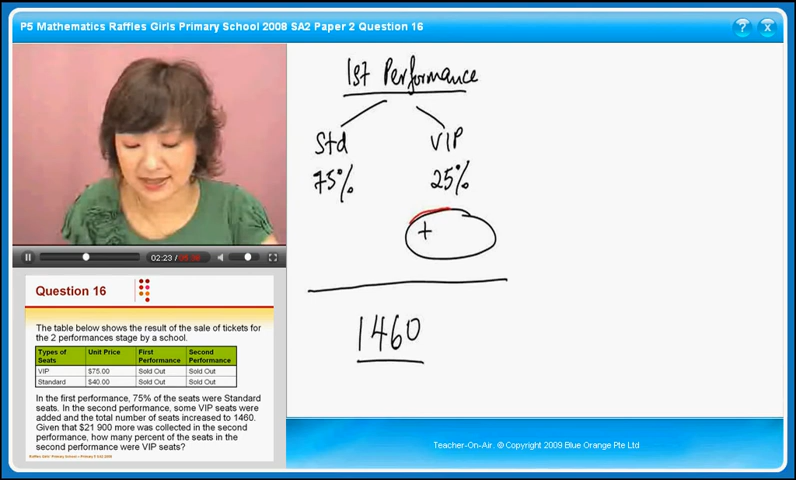 P5 Mathematics Raffles Girls Primary School 2008 SA2 Paper 2 Question 16
? X
1st Performance
Std VIP
75% 25%
+
1460
02:23 /
Question 16
The table below shows the result of the sale of tickets for
the 2 performances stage by a school.
Types of Seats Unit Price First Performance Second Performance
VIP $75.00 Sold Out Sold Out
Standard $40.00 Sold Out Sold Out
In the first performance, 75% of the seats were Standard
seats. In the second performance, some VIP seats were
added and the total number of seats increased to 1460.
Given that $21 900 more was collected in the second
performance, how many percent of the seats in the
second performance were VIP seats?
Teacher-On-Air. © Copyright 2009 Blue Orange Pte Ltd